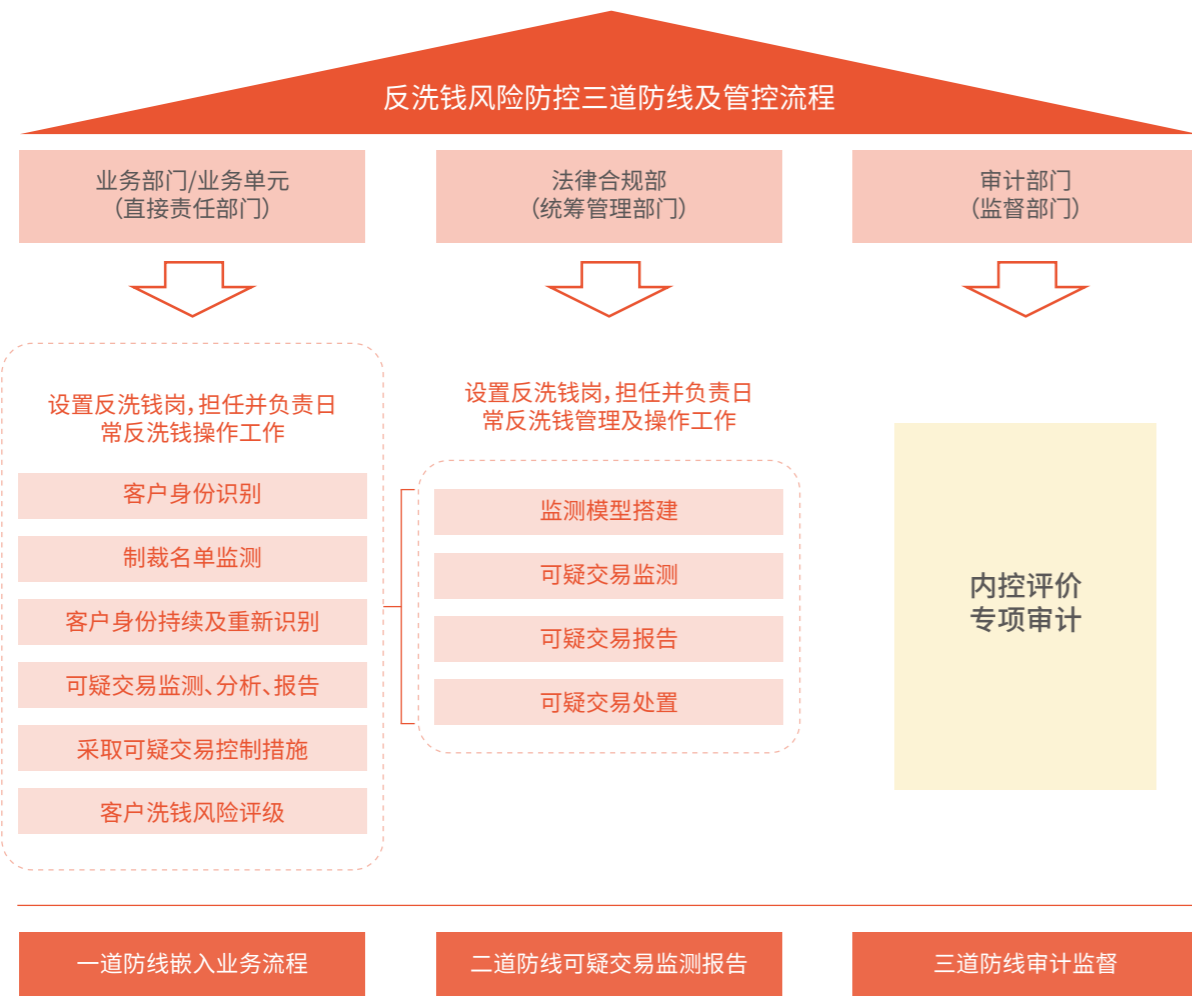 反洗钱风险防控三道防线及管控流程
业务部门/业务单元
（直接责任部门）
法律合规部
（统筹管理部门）
审计部门
（监督部门）
设置反洗钱岗，担任并负责日
常反洗钱操作工作
客户身份识别
制裁名单监测
客户身份持续及重新识别
可疑交易监测、分析、报告
采取可疑交易控制措施
客户洗钱风险评级
设置反洗钱岗，担任并负责日
常反洗钱管理及操作工作
监测模型搭建
可疑交易监测
可疑交易报告
可疑交易处置
内控评价
专项审计
一道防线嵌入业务流程
二道防线可疑交易监测报告
三道防线审计监督